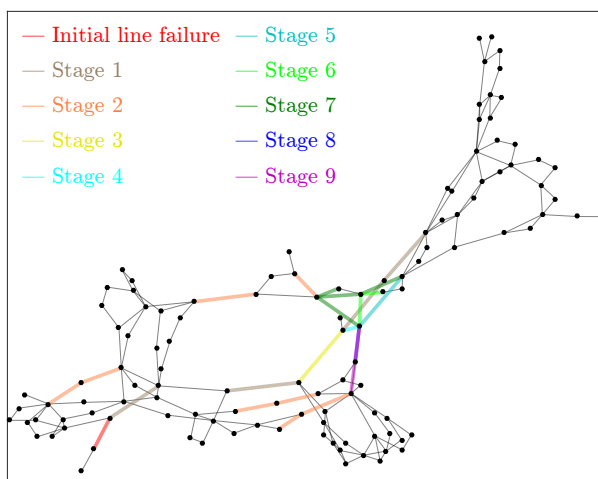 — Initial line failure — Stage 5
— Stage 1 — Stage 6
— Stage 2 — Stage 7
— Stage 3 — Stage 8
— Stage 4 — Stage 9